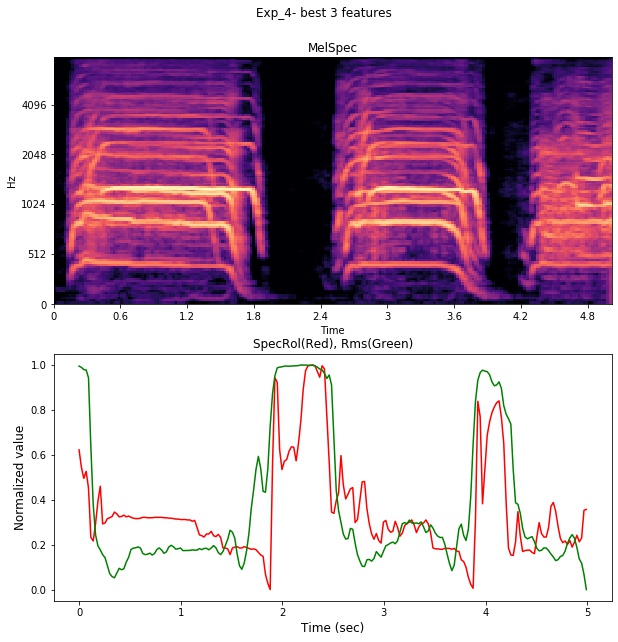 Exp_4- best 3 features
MelSpec
4096
2048
1024
512
0
Hz
0 0.6 1.2 1.8 2.4 3 3.6 4.2 4.8
Time
SpecRol(Red), Rms(Green)
1.0
0.8
0.6
0.4
0.2
0.0
Normalized value
0 1 2 3 4 5
Time (sec)